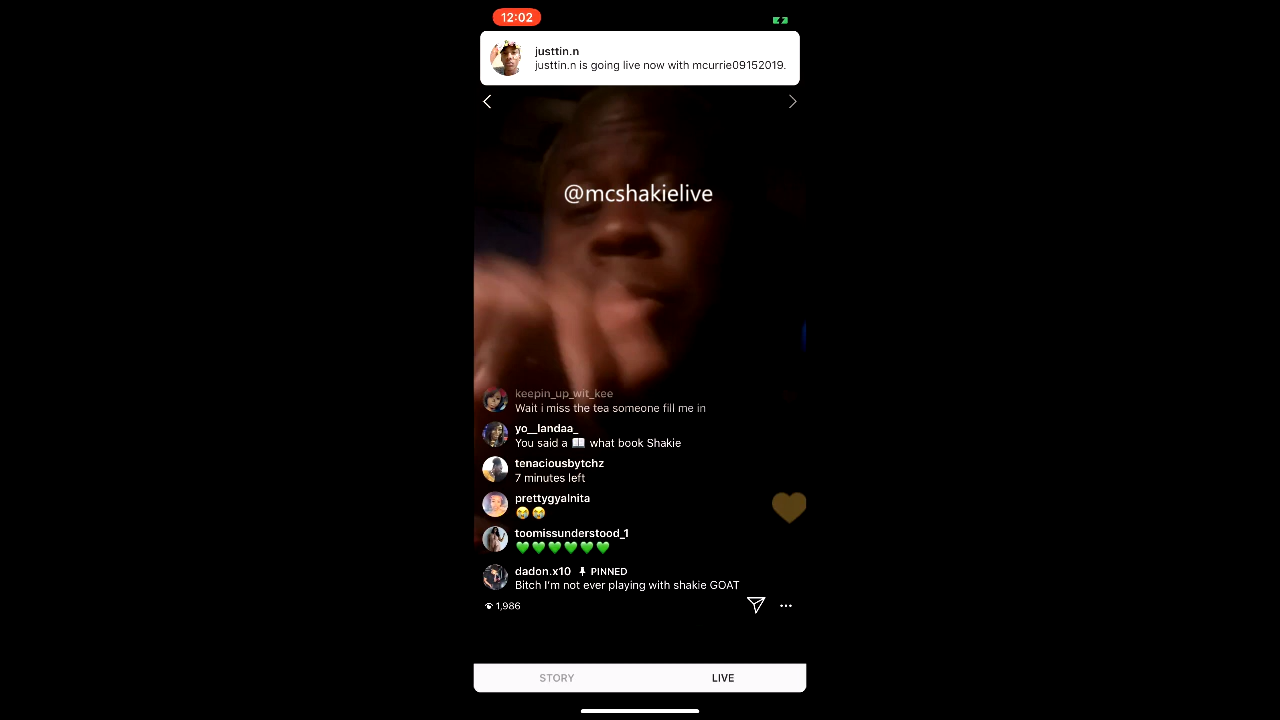 12:02
justtin.n
justtin.n is going live now with mcurrie09152019.
@mcshakielive
keepin_up_wit_kee
Wait i miss the tea someone fill me in
yo__landaa_
You said a 📖 what book Shakie
tenaciousbytchz
7 minutes left
prettygyalnita
😭😭
toomissunderstood_1
💚💚💚💚💚💚
dadon.x10 📌 PINNED
Bitch I'm not ever playing with shakie GOAT
1,986
STORY LIVE